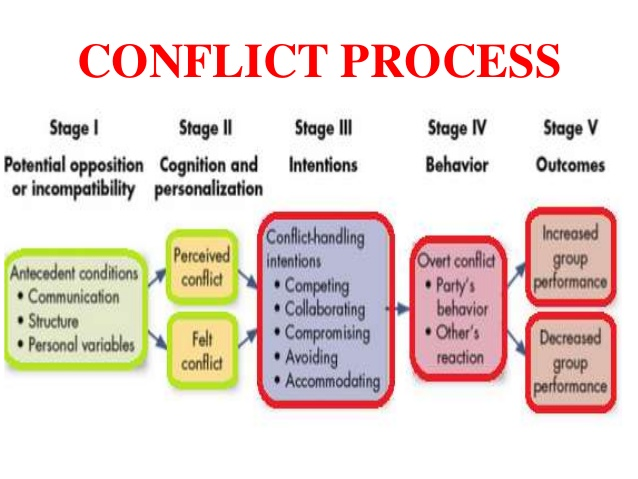 CONFLICT PROCESS
Stage I
Potential opposition
or incompatibility
Stage II
Cognition and
personalization
Stage III
Intentions
Stage IV
Behavior
Stage V
Outcomes
Antecedent conditions
• Communication
• Structure
• Personal variables
Perceived
conflict
Felt
conflict
Conflict-handling
intentions
• Competing
• Collaborating
• Compromising
• Avoiding
• Accommodating
Overt conflict
• Party's
behavior
• Other's
reaction
Increased
group
performance
Decreased
group
performance